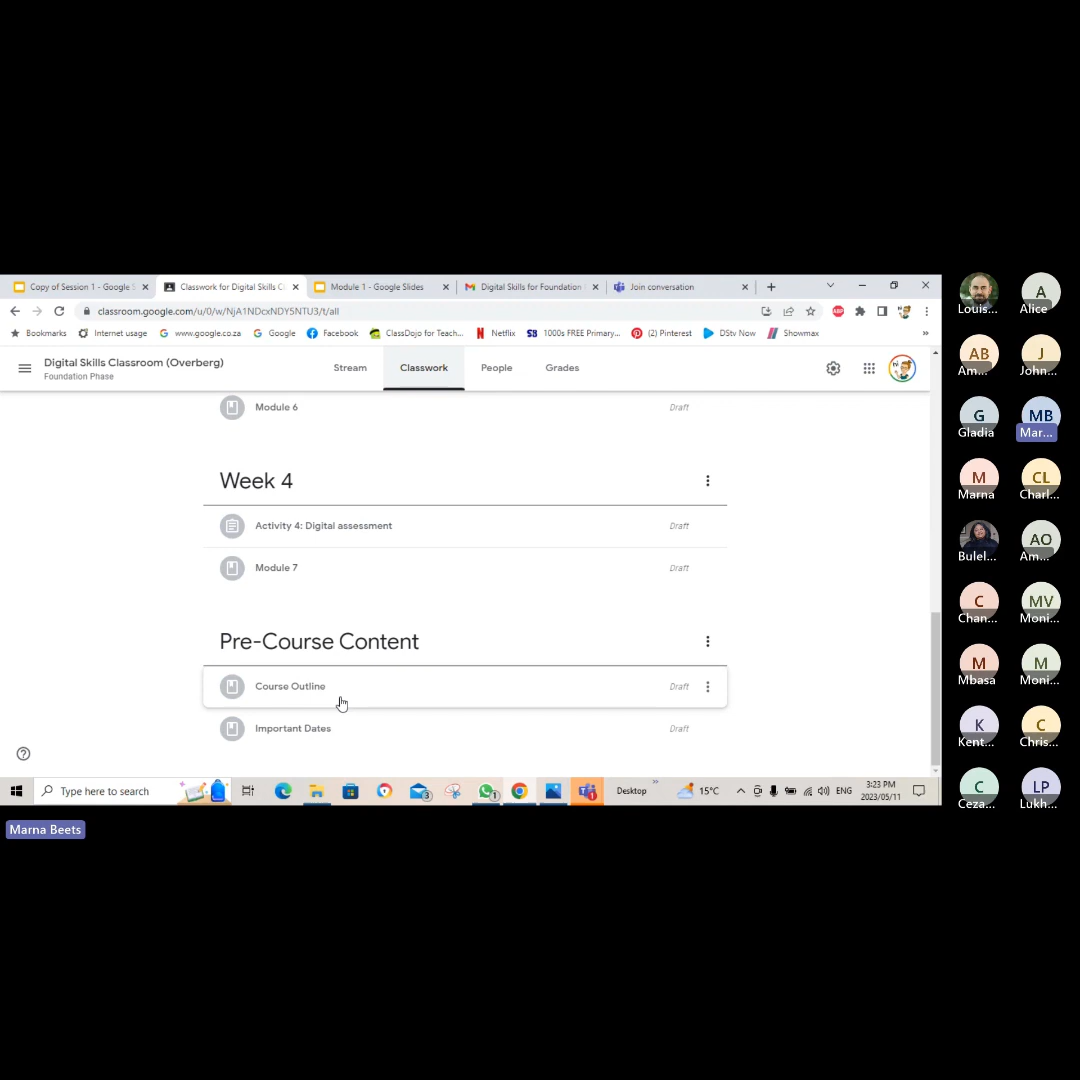 Copy of Session 1 - Google S
Classwork for Digital Skills C
Module 1 - Google Slides
Digital Skills for Foundation
Join conversation
classroom.google.com/u/0/w/NjA1NDcxNDY5NTU3/t/all
Bookmarks
Internet usage
www.google.co.za
Google
Facebook
ClassDojo for Teach...
Netflix
1000s FREE Primary...
(2) Pinterest
DStv Now
Showmax
»
Digital Skills Classroom (Overberg)
Foundation Phase
Stream
Classwork
People
Grades
Module 6
Draft
Week 4
Activity 4: Digital assessment
Draft
Module 7
Draft
Pre-Course Content
Course Outline
Draft
Important Dates
Draft
Type here to search
3
1
1
Desktop
»
15°C
ENG
3:23 PM
2023/05/11
Marna Beets
Louis...
A
Alice
AB
Am...
J
John...
G
Gladia
MB
Mar...
M
Marna
CL
Charl...
Bulel...
AO
Am...
C
Chan...
MV
Moni...
M
Mbasa
M
Moni...
K
Kent...
C
Chris...
C
Ceza...
LP
Lukh...